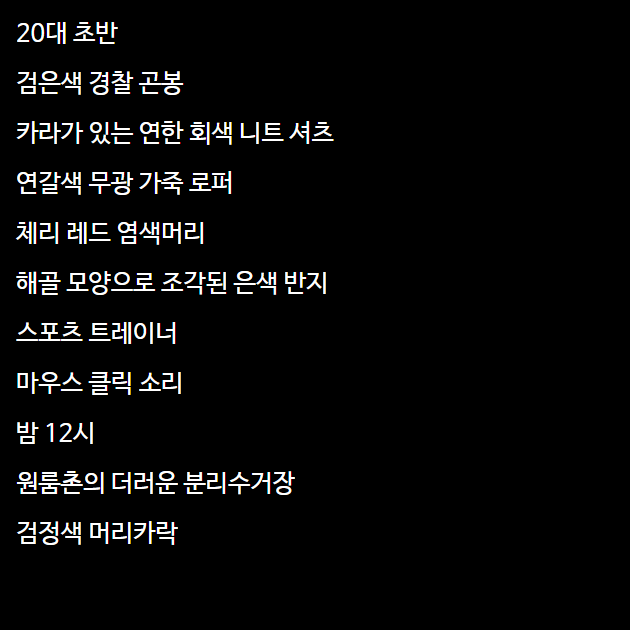 20대 초반
검은색 경찰 곤봉
카라가 있는 연한 회색 니트 셔츠
연갈색 무광 가죽 로퍼
체리 레드 염색머리
해골 모양으로 조각된 은색 반지
스포츠 트레이너
마우스 클릭 소리
밤 12시
원룸촌의 더러운 분리수거장
검정색 머리카락